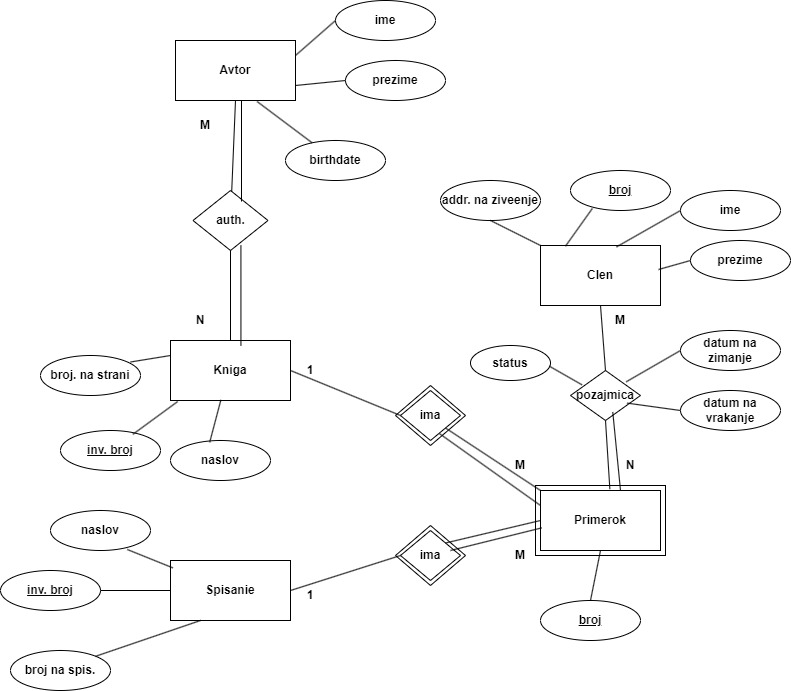 ime
Avtor
prezime
M
birthdate
auth.
addr. na ziveenje
broj
ime
prezime
Clen
N
M
broj. na strani
Kniga
1
status
datum na
zimanje
pozajmica
datum na
vrakanje
ima
inv. broj
naslov
M
N
naslov
Primerok
ima
M
inv. broj
Spisanie
1
broj
broj na spis.